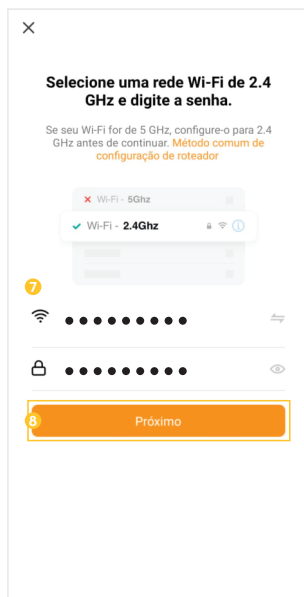 Selecione uma rede Wi-Fi de 2.4
GHz e digite a senha.
Se seu Wi-Fi for de 5 GHz, configure-o para 2.4
GHz antes de continuar. Método comum de
configuração de roteador
Wi-Fi - 5Ghz
Wi-Fi - 2.4Ghz
7
8 Próximo